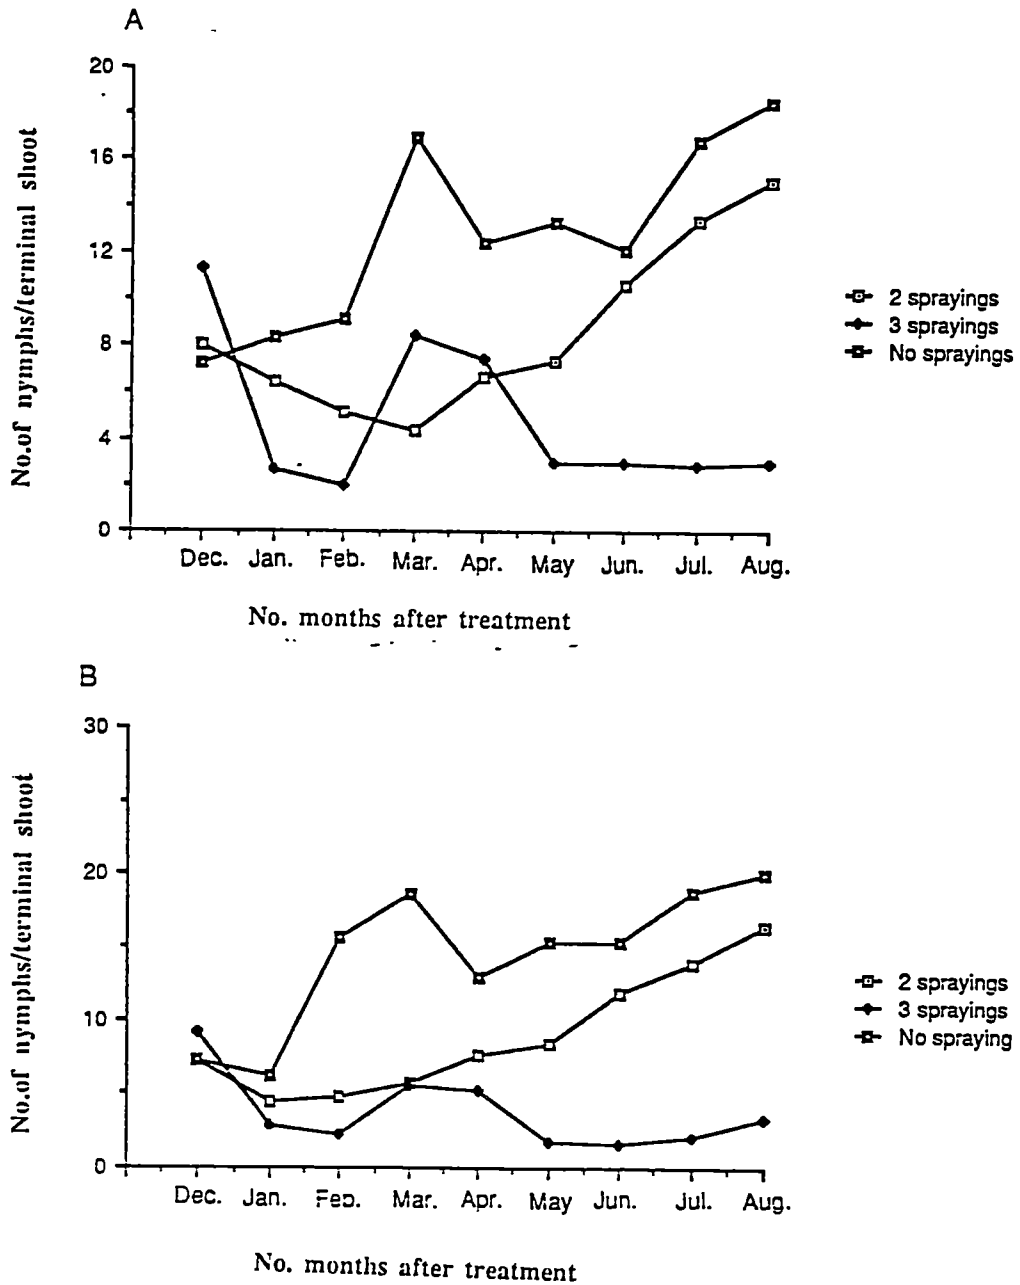 A
20
16
12
8
4
0
No.of nymphs/terminal shoot
Dec. Jan. Feb. Mar. Apr. May Jun. Jul. Aug.
No. months after treatment
2 sprayings
3 sprayings
No sprayings
B
30
20
10
0
No.of nymphs/terminal shoot
Dec. Jan. Feb. Mar. Apr. May Jun. Jul. Aug.
No. months after treatment
2 sprayings
3 sprayings
No spraying